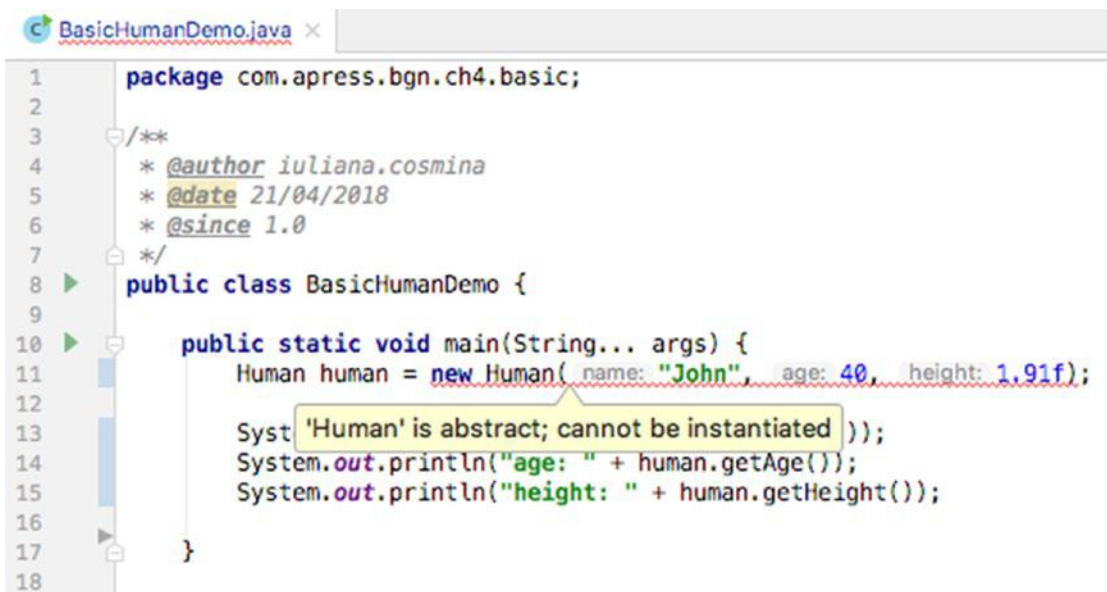 BasicHumanDemo.java ×
1 package com.apress.bgn.ch4.basic;
2
3 /**
4 * @author iuliana.cosmina
5 * @date 21/04/2018
6 * @since 1.0
7 */
8 public class BasicHumanDemo {
9
10 public static void main(String... args) {
11 Human human = new Human( name: "John", age: 40, height: 1.91f);
12
'Human' is abstract; cannot be instantiated
13 Syst ));
14 System.out.println("age: " + human.getAge());
15 System.out.println("height: " + human.getHeight());
16
17 }
18